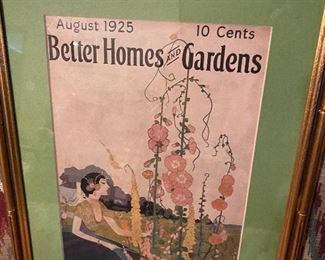 August 1925 10 Cents
Better Homes AND Gardens